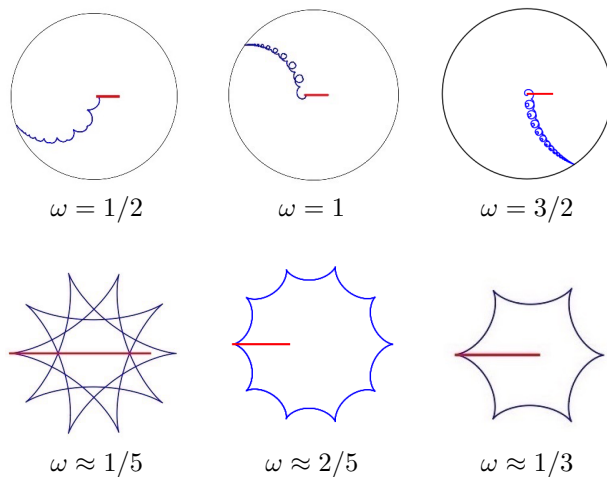 ω = 1/2
ω = 1
ω = 3/2
ω ≈ 1/5
ω ≈ 2/5
ω ≈ 1/3